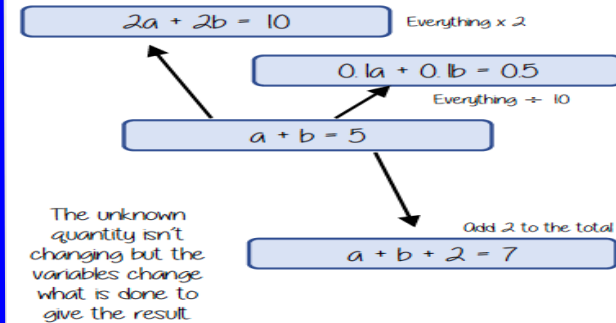 2a + 2b = 10
Everything x 2
0.1a + 0.1b = 0.5
Everything ÷ 10
a + b = 5
The unknown
quantity isn't
changing but the
variables change
what is done to
give the result
Add 2 to the total
a + b + 2 = 7